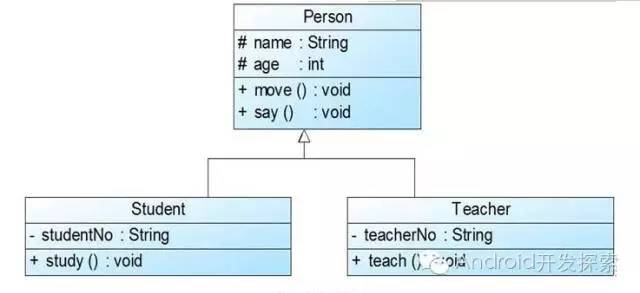 Person
# name : String
# age : int
+ move () : void
+ say () : void
Student
- studentNo : String
+ study () : void
Teacher
- teacherNo : String
+ teach () : void
Android开发探索